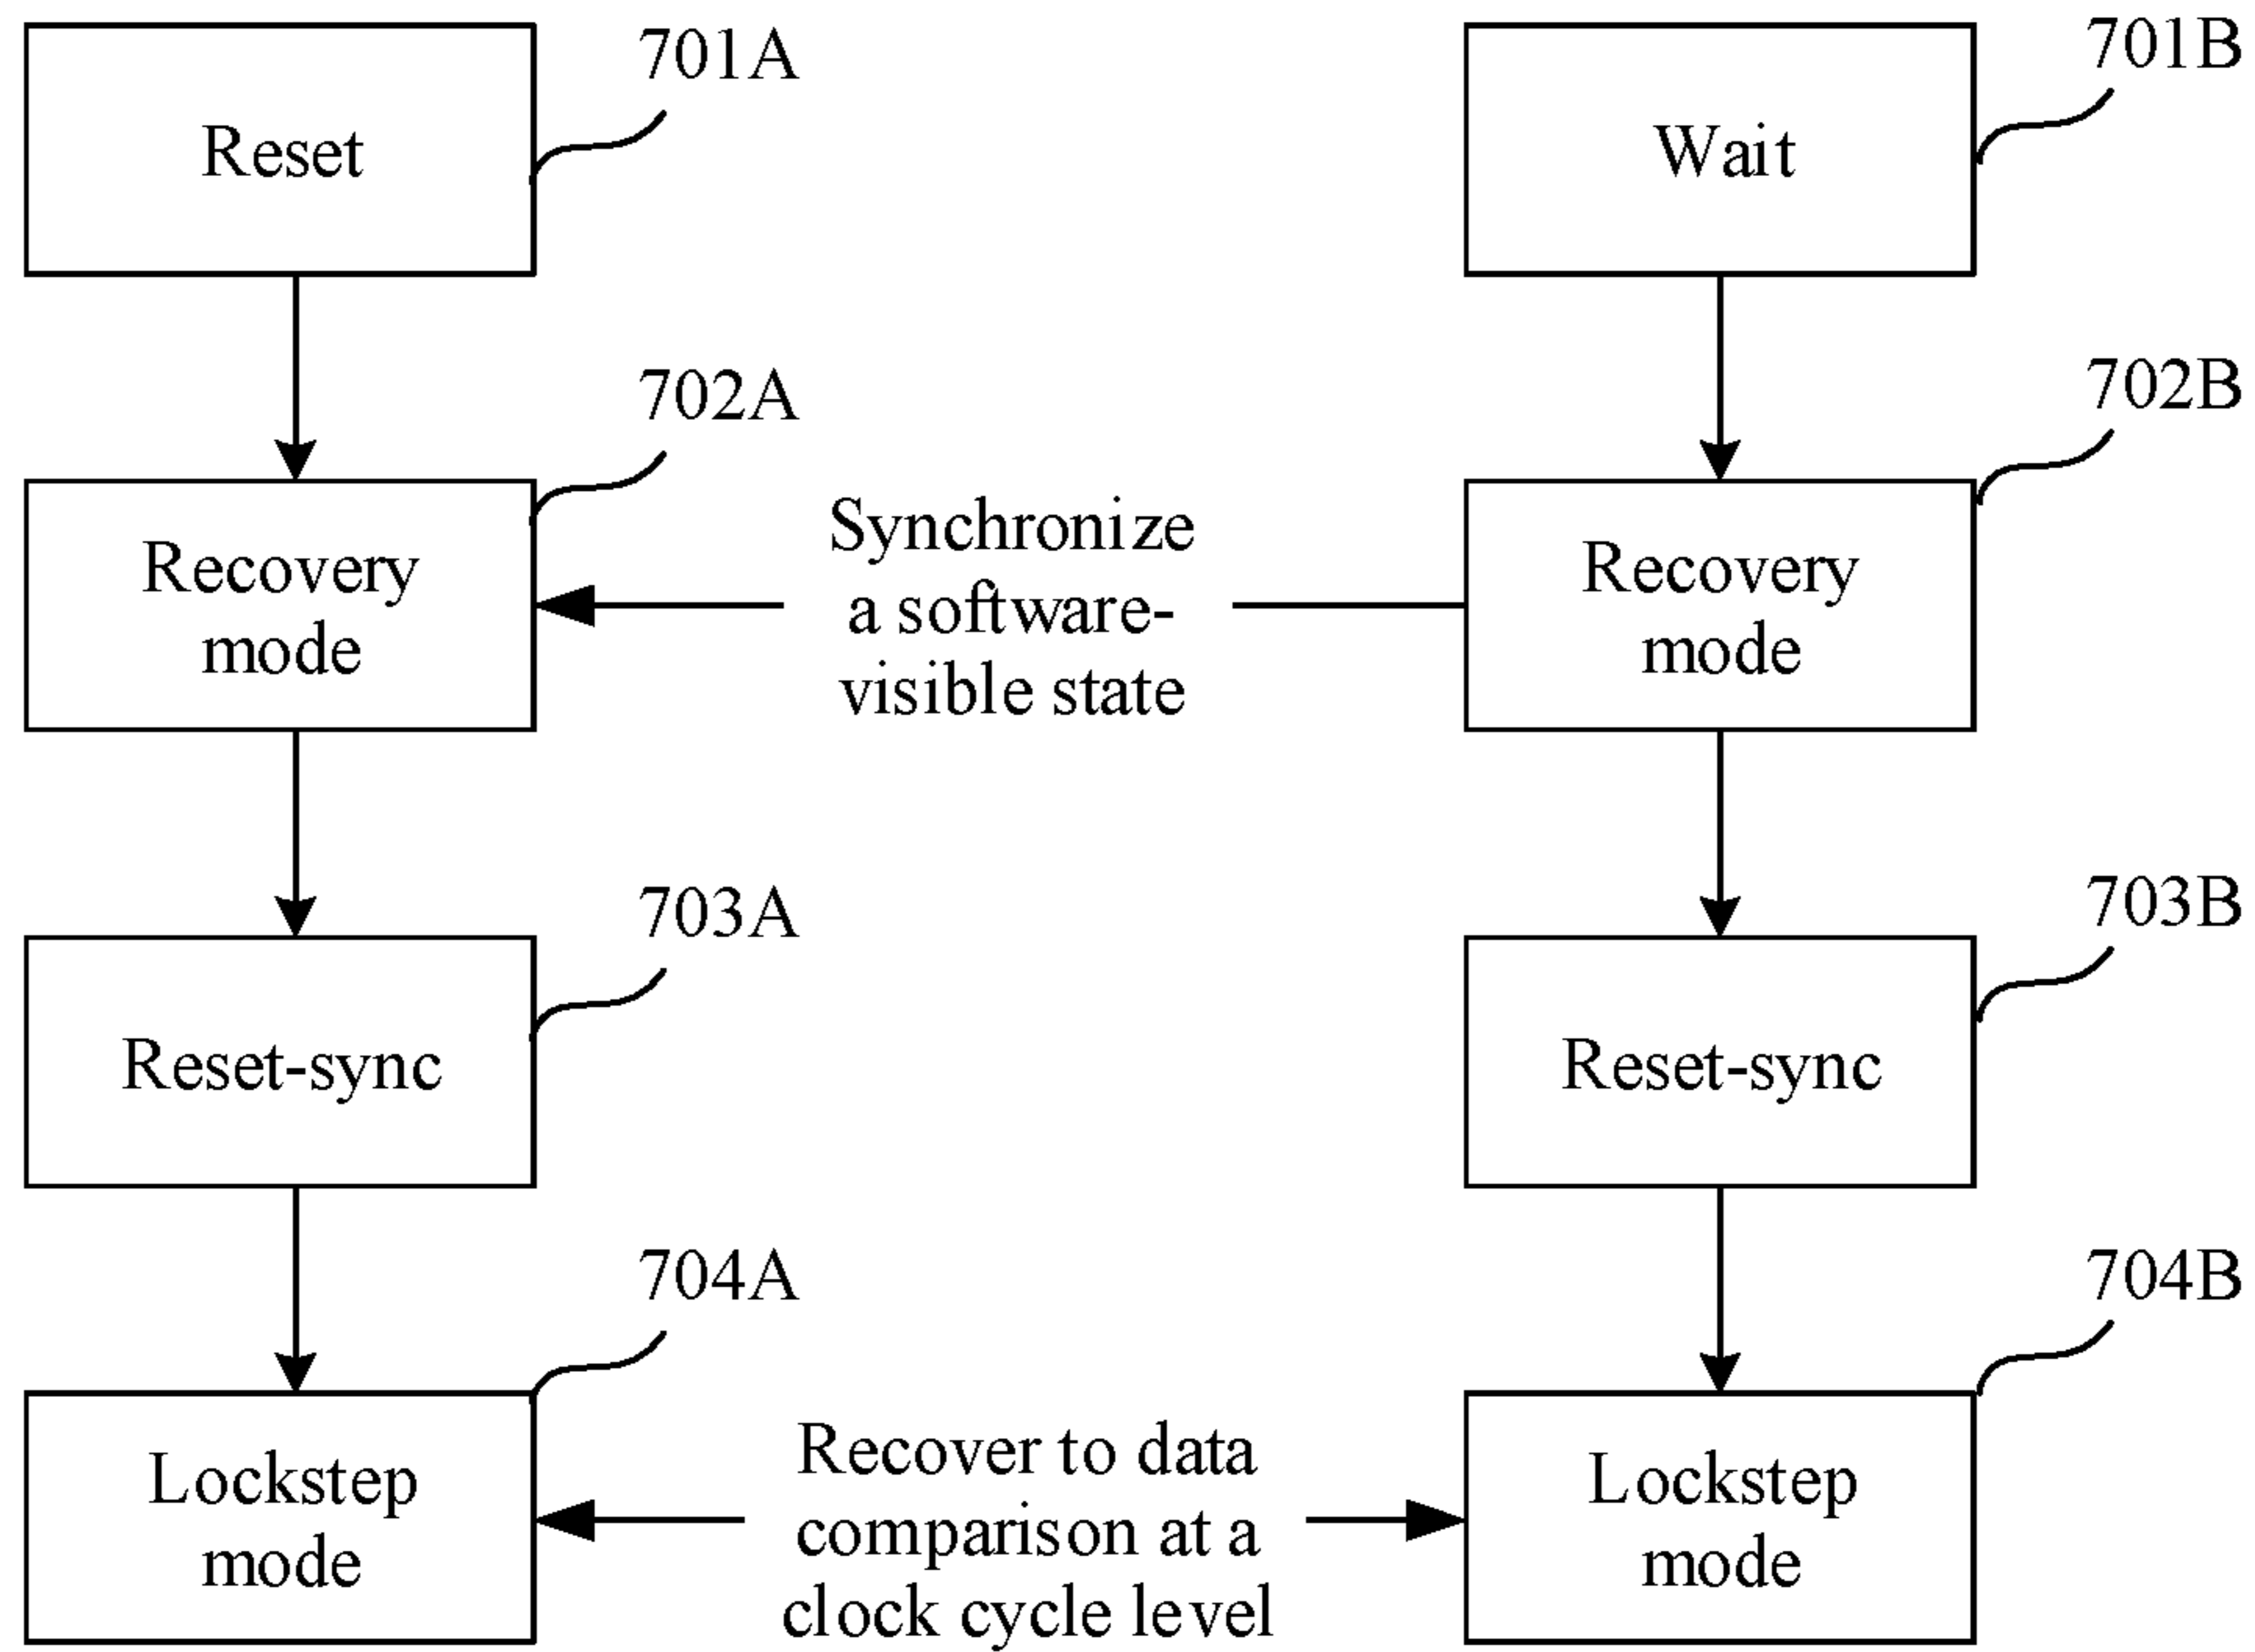 701A
Reset
701B
Wait
702A
Recovery
mode
Synchronize
a software-
visible state
702B
Recovery
mode
703A
Reset-sync
703B
Reset-sync
704A
Lockstep
mode
Recover to data
comparison at a
clock cycle level
704B
Lockstep
mode